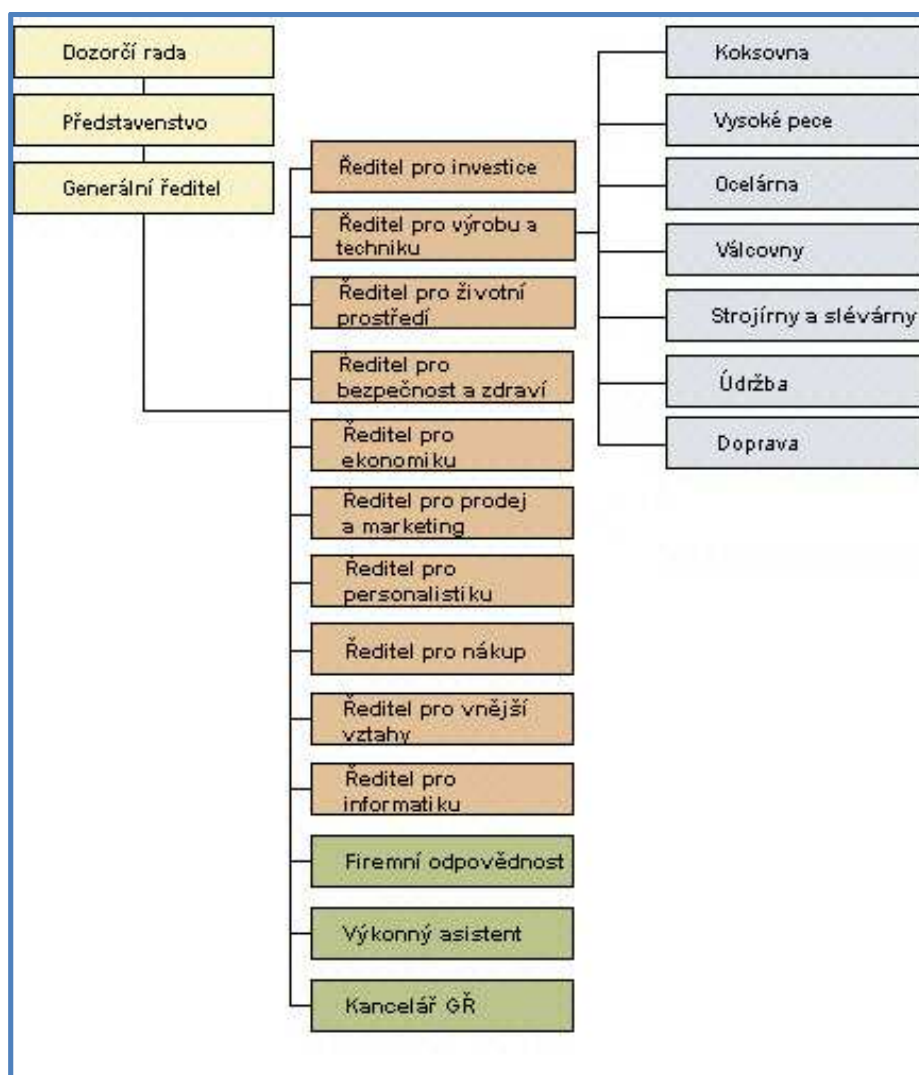 Dozorčí rada
Představenstvo
Generální ředitel
Ředitel pro investice
Ředitel pro výrobu a
techniku
Ředitel pro životní
prostředí
Ředitel pro
bezpečnost a zdraví
Ředitel pro
ekonomiku
Ředitel pro prodej
a marketing
Ředitel pro
personalistiku
Ředitel pro nákup
Ředitel pro vnější
vztahy
Ředitel pro
informatiku
Firemní odpovědnost
Výkonný asistent
Kancelář GŘ
Koksovna
Vysoké pece
Ocelárna
Válcovny
Strojírny a slévárny
Údržba
Doprava